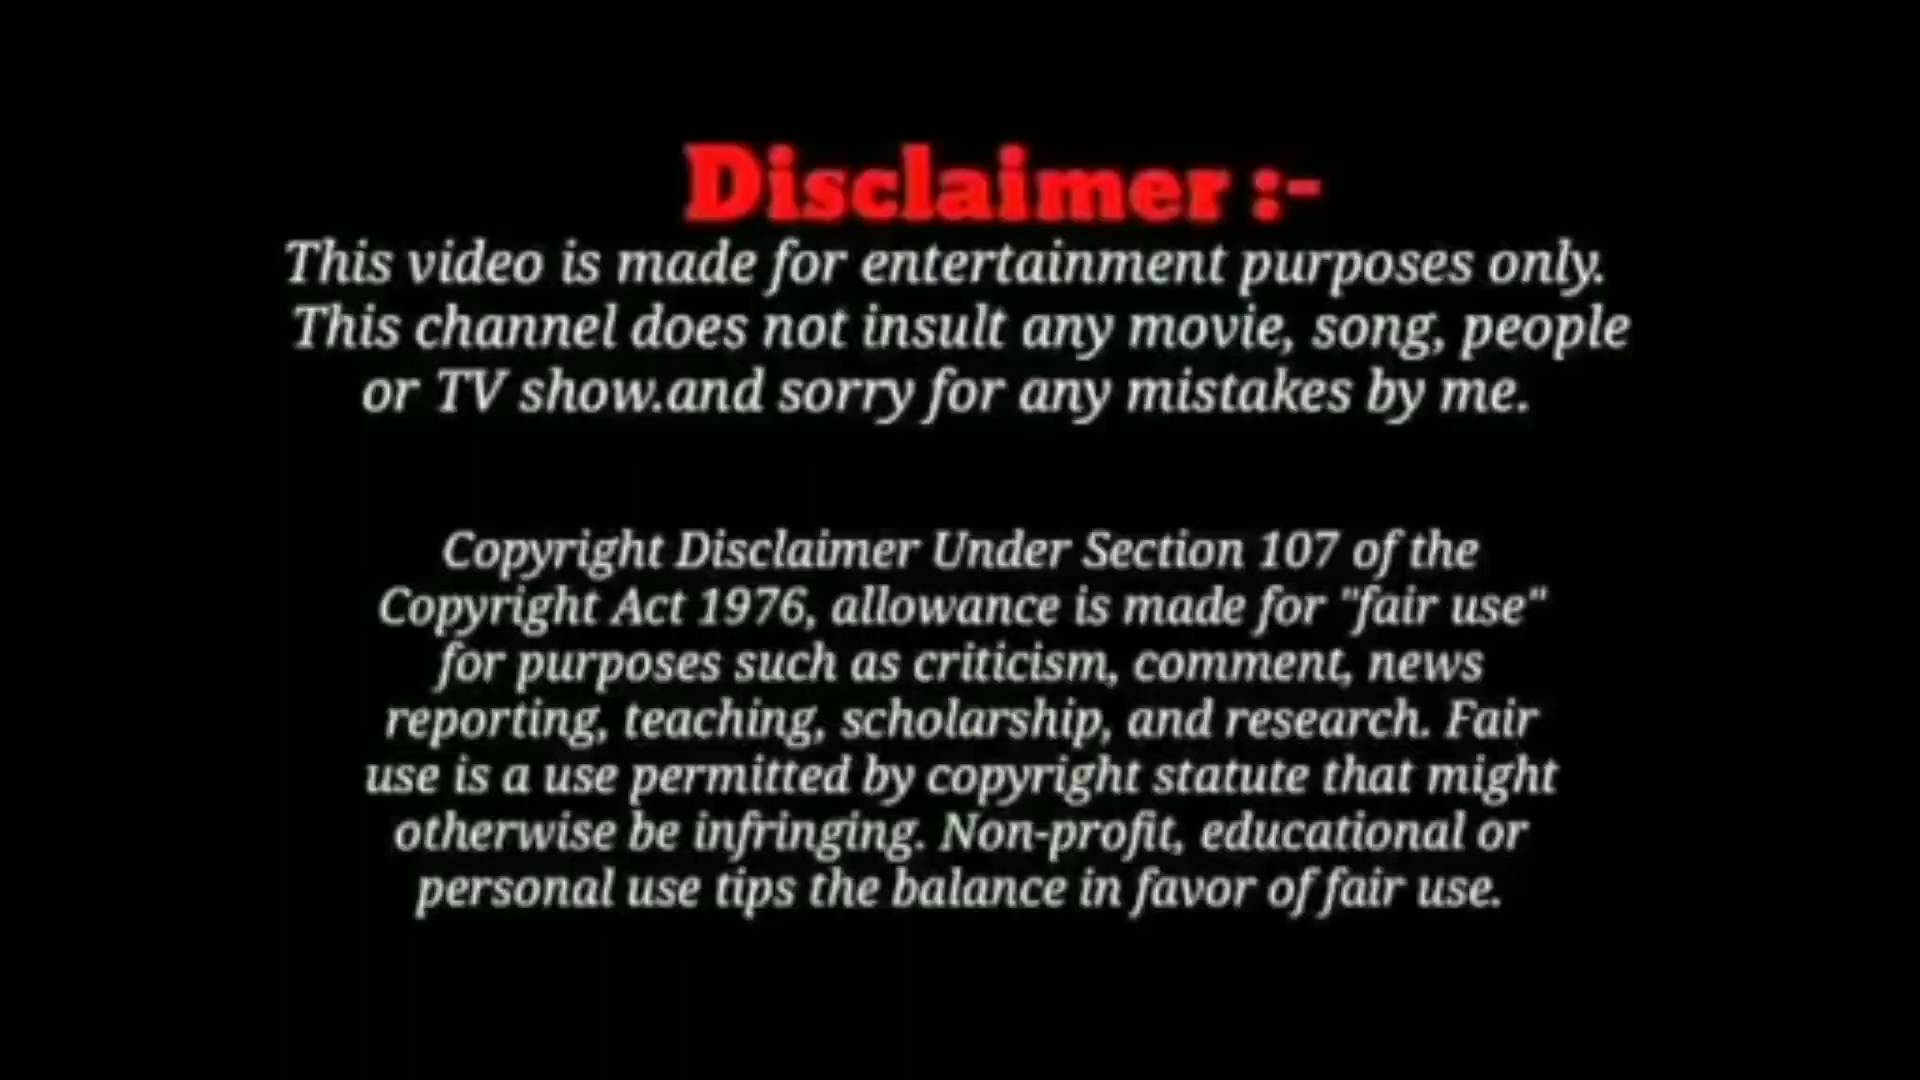 Disclaimer :-
This video is made for entertainment purposes only.
This channel does not insult any movie, song, people
or TV show.and sorry for any mistakes by me.
Copyright Disclaimer Under Section 107 of the
Copyright Act 1976, allowance is made for "fair use"
for purposes such as criticism, comment, news
reporting, teaching, scholarship, and research. Fair
use is a use permitted by copyright statute that might
otherwise be infringing. Non-profit, educational or
personal use tips the balance in favor of fair use.